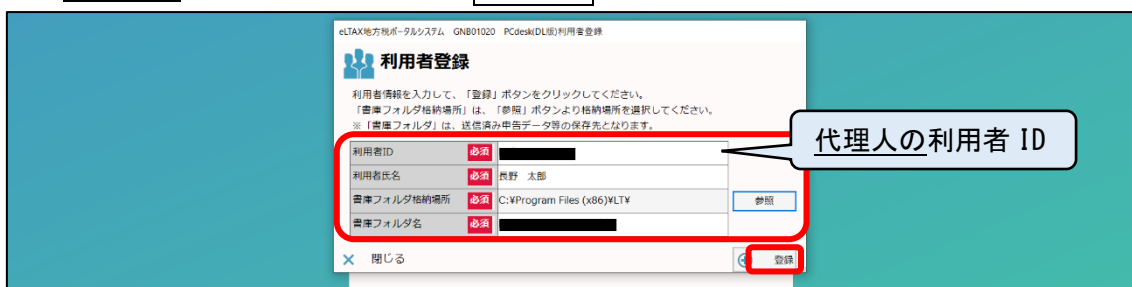 eLTAX地方税ポータルシステム GNB01020 PCdesk(DL版)利用者登録
利用者登録
利用者情報を入力して、「登録」ボタンをクリックしてください。
「書庫フォルダ格納場所」は、「参照」ボタンより格納場所を選択してください。
※「書庫フォルダ」は、送信済み申告データ等の保存先となります。
代理人の利用者 ID
利用者ID 必須
利用者氏名 必須 長野 太郎
書庫フォルダ格納場所 必須 C:¥Program Files (x86)¥LT¥ 参照
書庫フォルダ名 必須
閉じる 登録